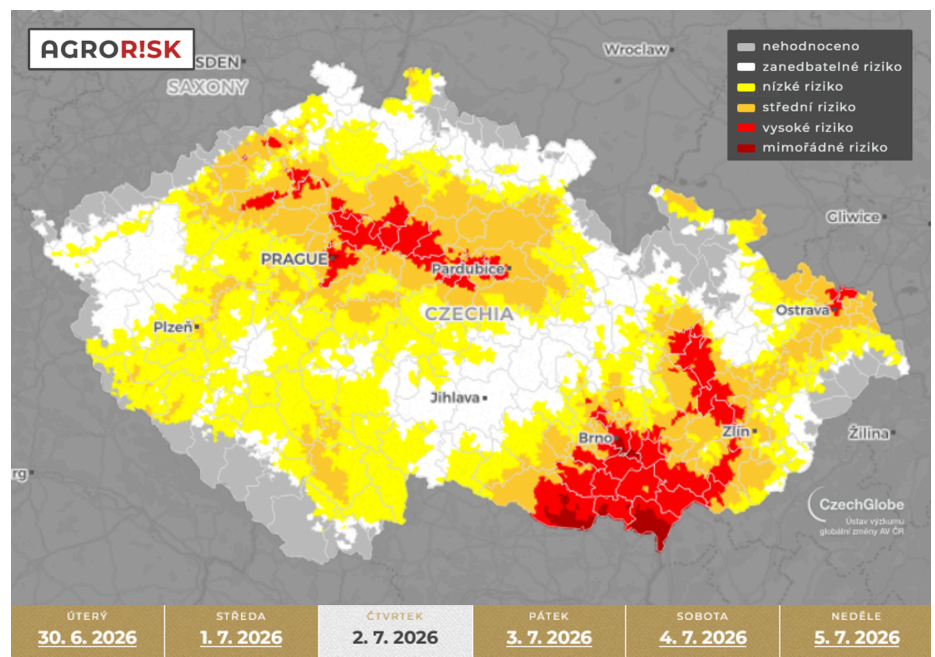 AGROR!SK
SDEN
SAXONY
Wroclaw
nehodnoceno
zanedbatelné riziko
nízké riziko
střední riziko
vysoké riziko
mimořádné riziko
Gliwice
PRAGUE
Pardubice
CZECHIA
Ostrava
Plzeň
Jihlava
Brno
Zlín
Žilina
rg
CzechGlobe
Ústav výzkumu
globální změny AV ČR
ÚTERÝ
30. 6. 2026
STŘEDA
1. 7. 2026
ČTVRTEK
2. 7. 2026
PÁTEK
3. 7. 2026
SOBOTA
4. 7. 2026
NEDĚLE
5. 7. 2026